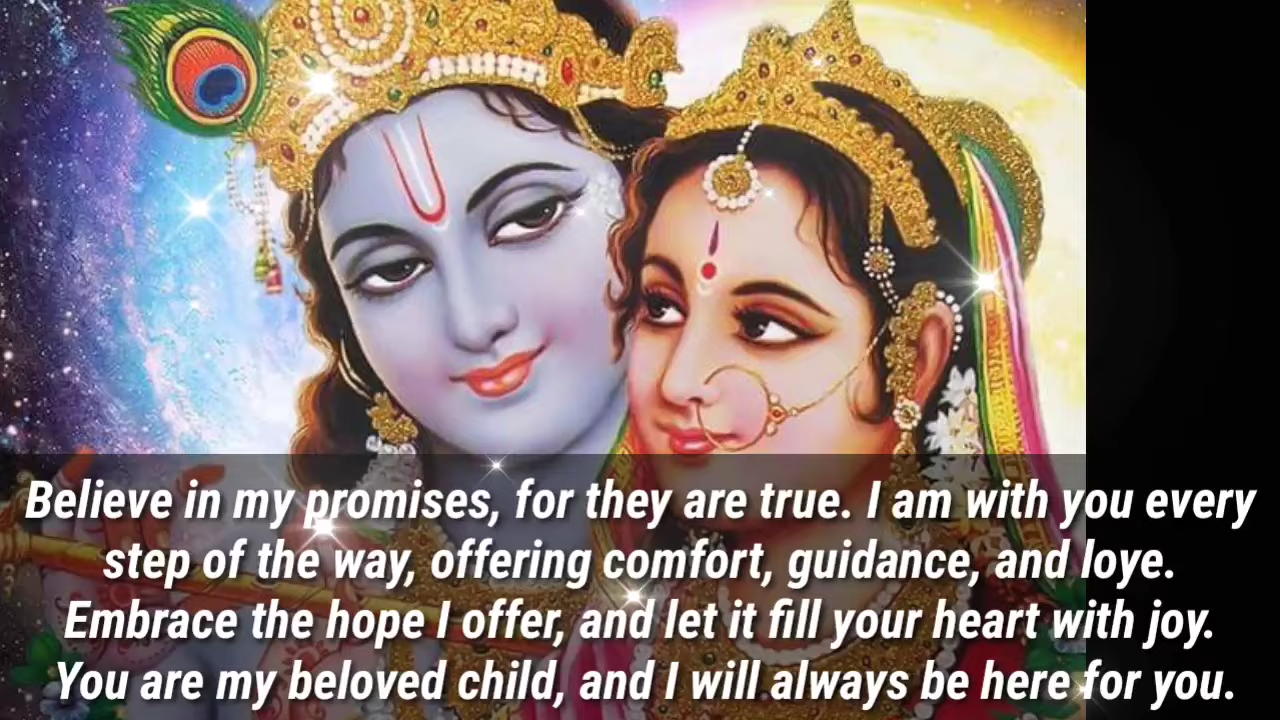 Believe in my promises, for they are true. I am with you every
step of the way, offering comfort, guidance, and loye.
Embrace the hope I offer, and let it fill your heart with joy.
You are my beloved child, and I will always be here for you.